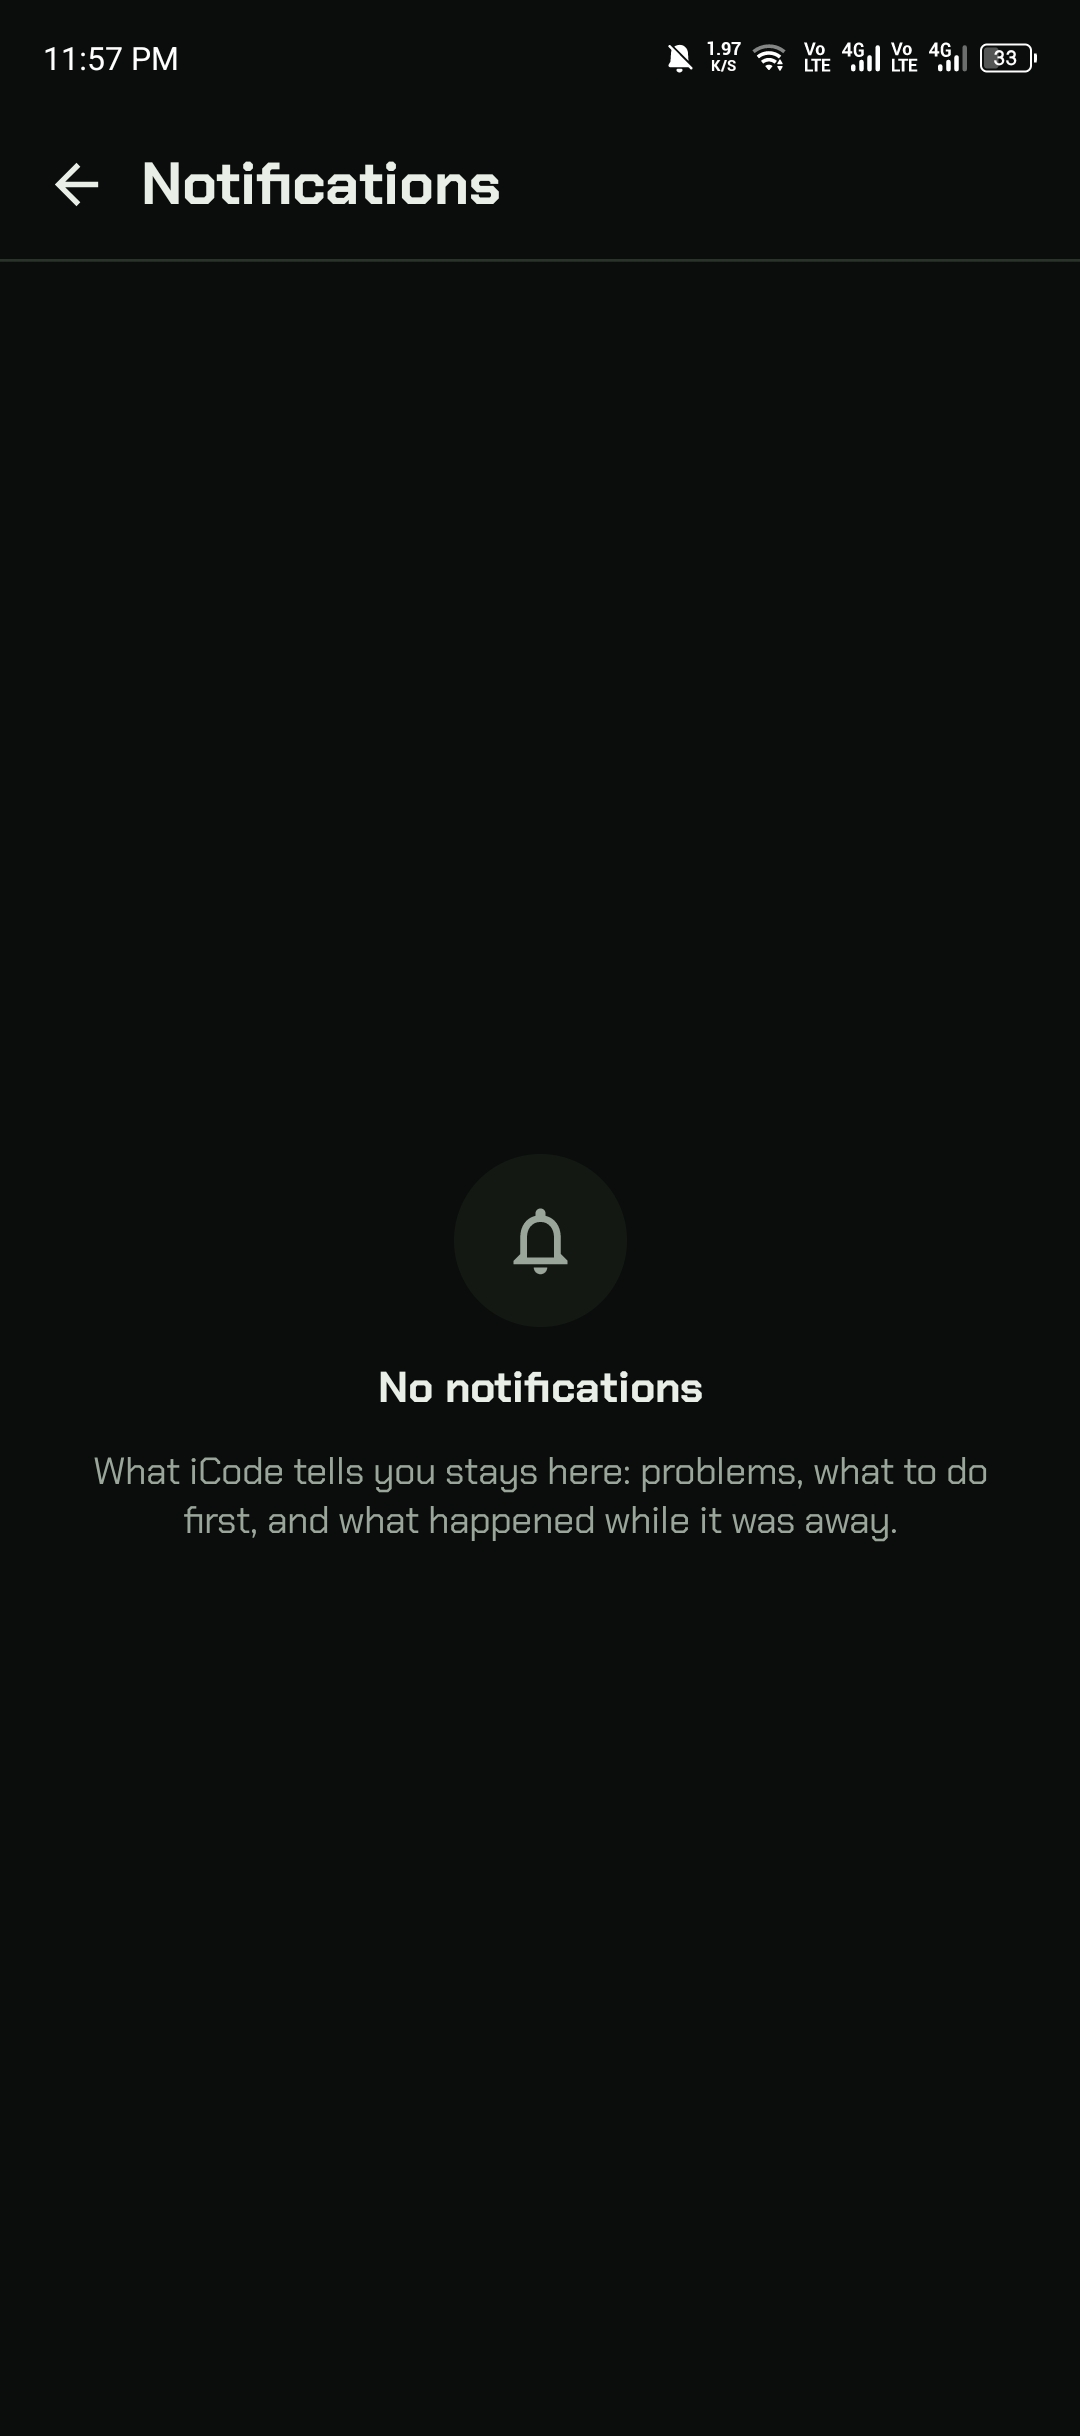 11:57 PM
1.97 K/S Vo LTE 4G Vo LTE 4G 33
Notifications
No notifications
What iCode tells you stays here: problems, what to do
first, and what happened while it was away.